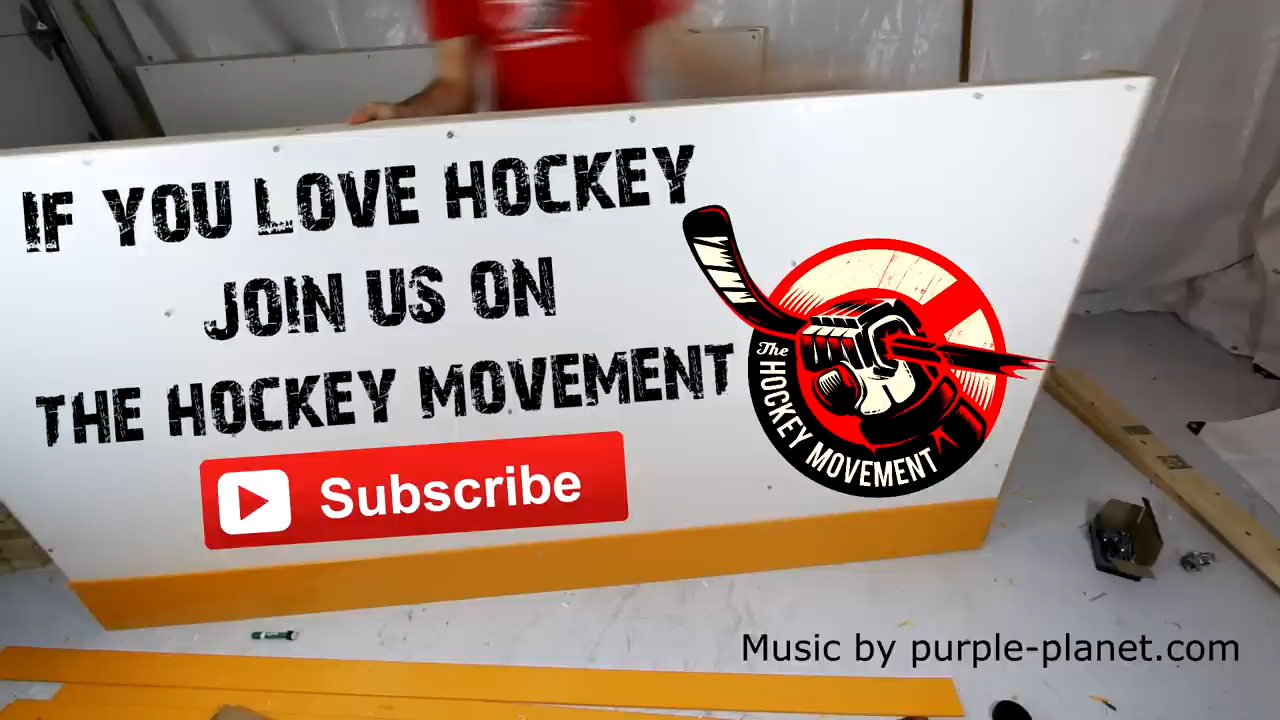 IF YOU LOVE HOCKEY
JOIN US ON
THE HOCKEY MOVEMENT
Subscribe
The
HOCKEY MOVEMENT
Music by purple-planet.com